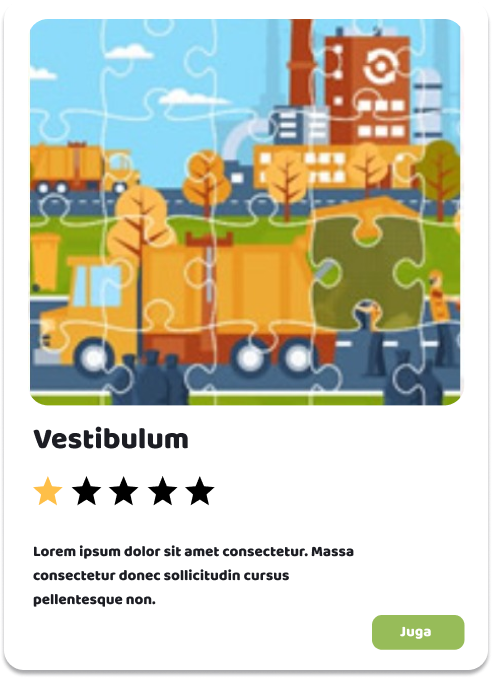 Vestibulum
Lorem ipsum dolor sit amet consectetur. Massa
consectetur donec sollicitudin cursus
pellentesque non.
Juga